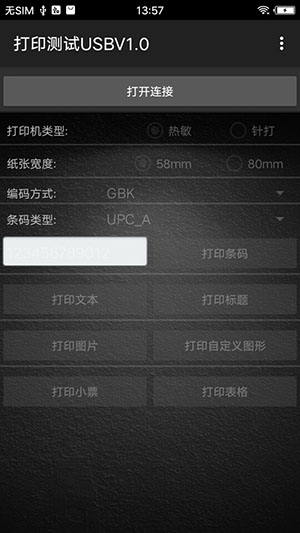 无SIM 13:57
打印测试USBV1.0
打开连接
打印机类型: 热敏 针打
纸张宽度: 58mm 80mm
编码方式: GBK
条码类型: UPC_A
123456789012 打印条码
打印文本 打印标题
打印图片 打印自定义图形
打印小票 打印表格